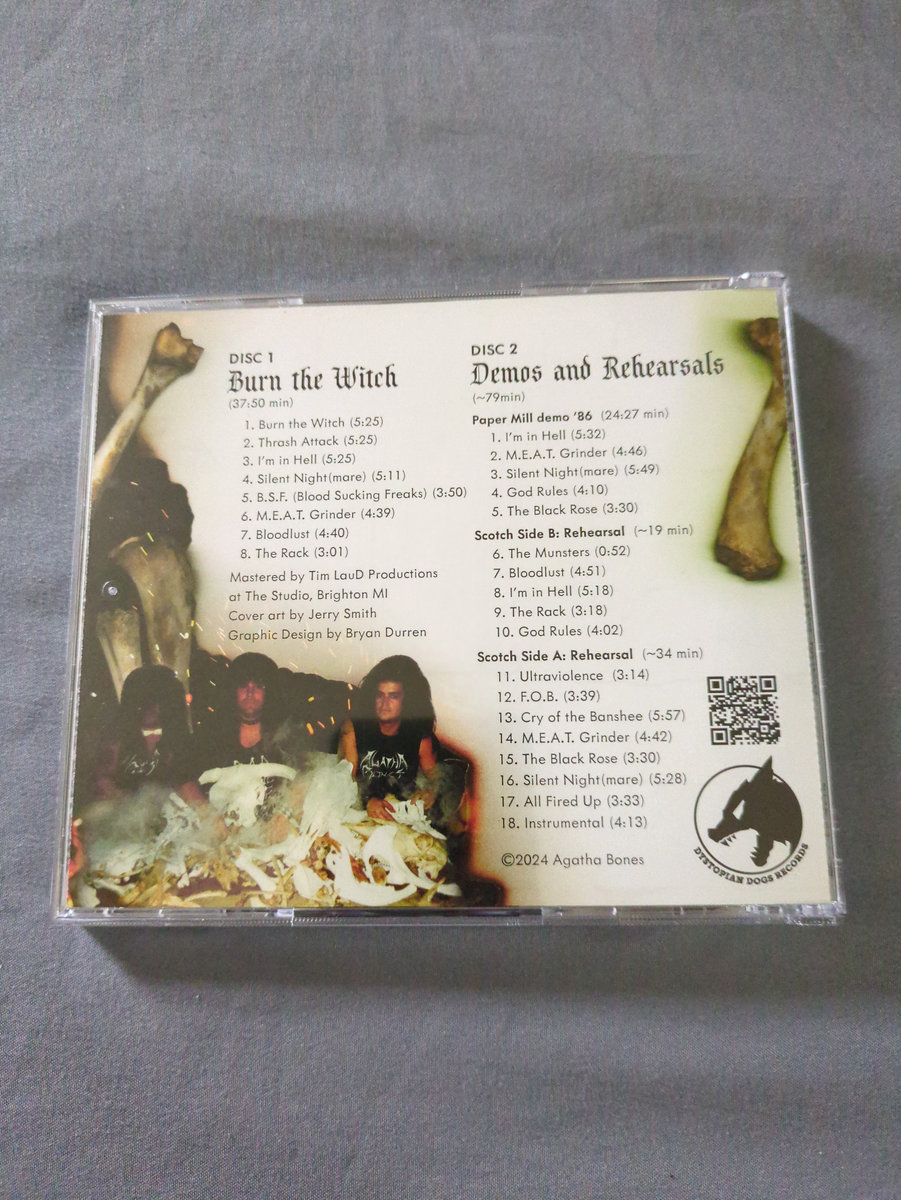 DISC 1
Burn the Witch
(37:50 min)
1. Burn the Witch (5:25)
2. Thrash Attack (5:25)
3. I'm in Hell (5:25)
4. Silent Night(mare) (5:11)
5. B.S.F. (Blood Sucking Freaks) (3:50)
6. M.E.A.T. Grinder (4:39)
7. Bloodlust (4:40)
8. The Rack (3:01)
Mastered by Tim LauD Productions
at The Studio, Brighton MI
Cover art by Jerry Smith
Graphic Design by Bryan Durren
AGATHA
DISC 2
Demos and Rehearsals
(~79min)
Paper Mill demo '86 (24:27 min)
1. I'm in Hell (5:32)
2. M.E.A.T. Grinder (4:46)
3. Silent Night(mare) (5:49)
4. God Rules (4:10)
5. The Black Rose (3:30)
Scotch Side B: Rehearsal (~19 min)
6. The Munsters (0:52)
7. Bloodlust (4:51)
8. I'm in Hell (5:18)
9. The Rack (3:18)
10. God Rules (4:02)
Scotch Side A: Rehearsal (~34 min)
11. Ultraviolence (3:14)
12. F.O.B. (3:39)
13. Cry of the Banshee (5:57)
14. M.E.A.T. Grinder (4:42)
15. The Black Rose (3:30)
16. Silent Night(mare) (5:28)
17. All Fired Up (3:33)
18. Instrumental (4:13)
©2024 Agatha Bones
DYSTOPIAN DOGS RECORDS